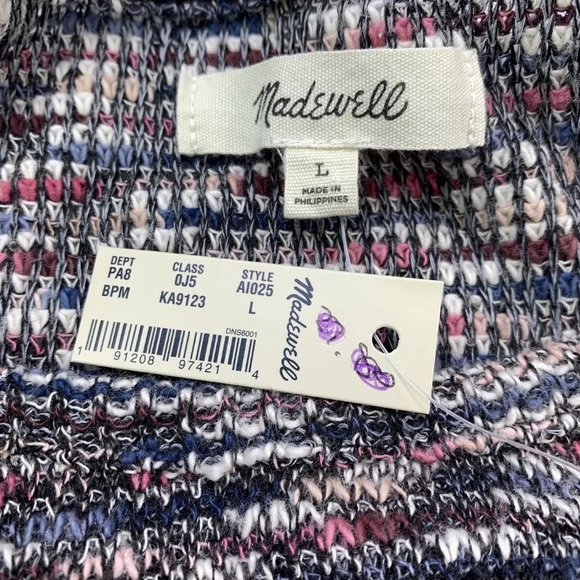 Madewell
L
MADE IN
PHILIPPINES
DEPT CLASS STYLE
PA8 0J5 AI025
BPM KA9123 L
DNS6001
1 91208 97421 4
Madewell